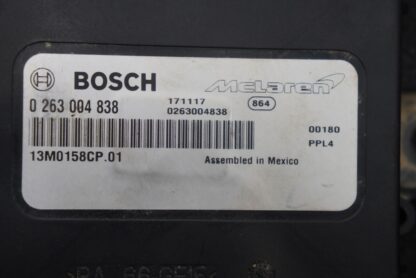 BOSCH
McLaren
0 263 004 838
171117
864
0263004838
00180
PPL4
13M0158CP.01
Assembled in Mexico